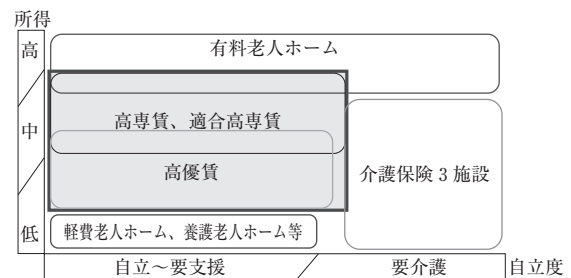 所得
高
有料老人ホーム
中
高専賃、適合高専賃
高優賃
介護保険3施設
低
軽費老人ホーム、養護老人ホーム等
自立～要支援
要介護
自立度